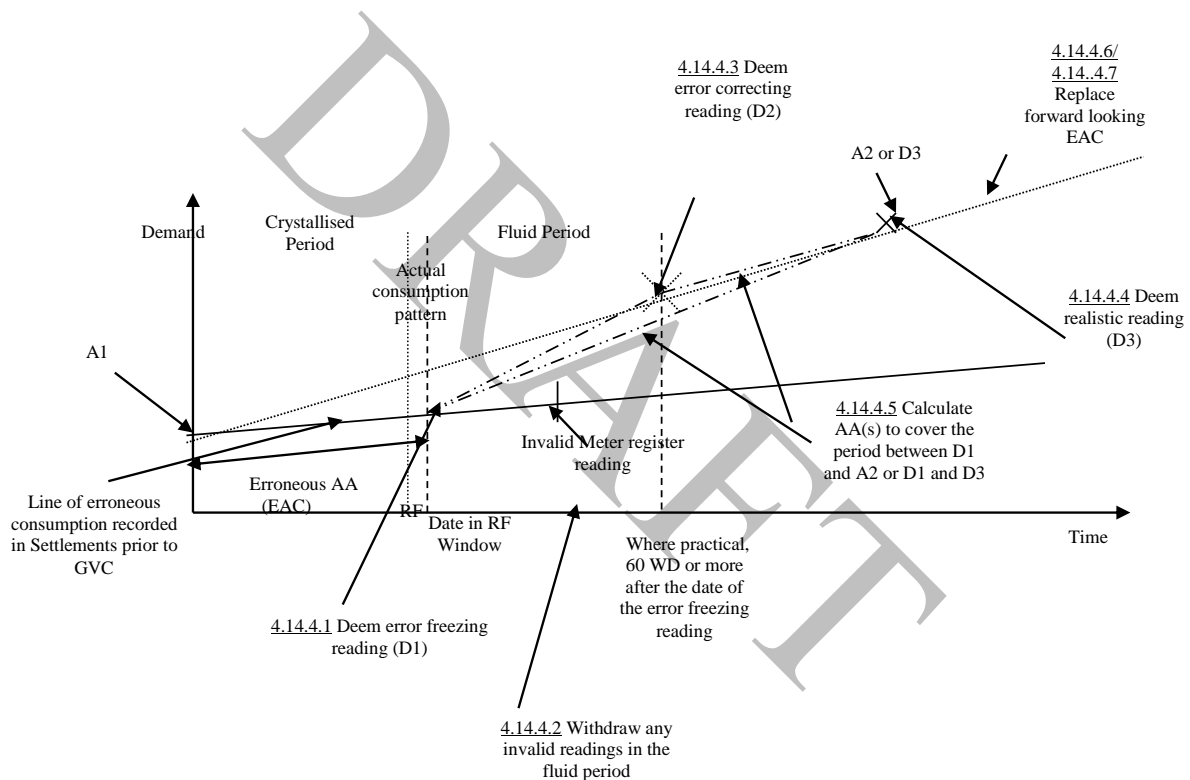 4.14.4.3 Deem
error correcting
reading (D2)
4.14.4.6/
4.14..4.7
Replace
forward looking
EAC
A2 or D3
Demand
Crystallised
Period
Fluid Period
Actual
consumption
pattern
4.14.4.4 Deem
realistic reading
(D3)
A1
Invalid Meter register
reading
4.14.4.5 Calculate
AA(s) to cover the
period between D1
and A2 or D1 and D3
Erroneous AA
(EAC)
RF
Line of erroneous
consumption recorded
in Settlements prior to
GVC
Date in RF
Window
Where practical,
60 WD or more
after the date of
the error freezing
reading
Time
4.14.4.1 Deem error freezing
reading (D1)
4.14.4.2 Withdraw any
invalid readings in the
fluid period
DRAFT